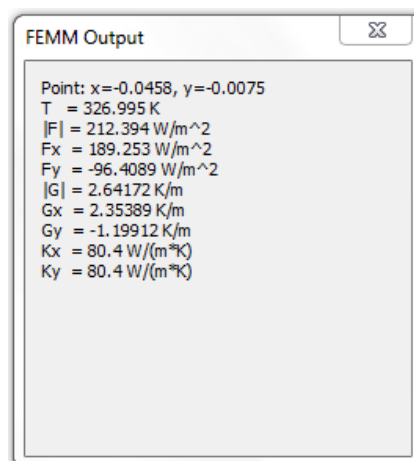 FEMM Output
Point: x=-0.0458, y=-0.0075
T = 326.995 K
|F| = 212.394 W/m^2
Fx = 189.253 W/m^2
Fy = -96.4089 W/m^2
|G| = 2.64172 K/m
Gx = 2.35389 K/m
Gy = -1.19912 K/m
Kx = 80.4 W/(m*K)
Ky = 80.4 W/(m*K)